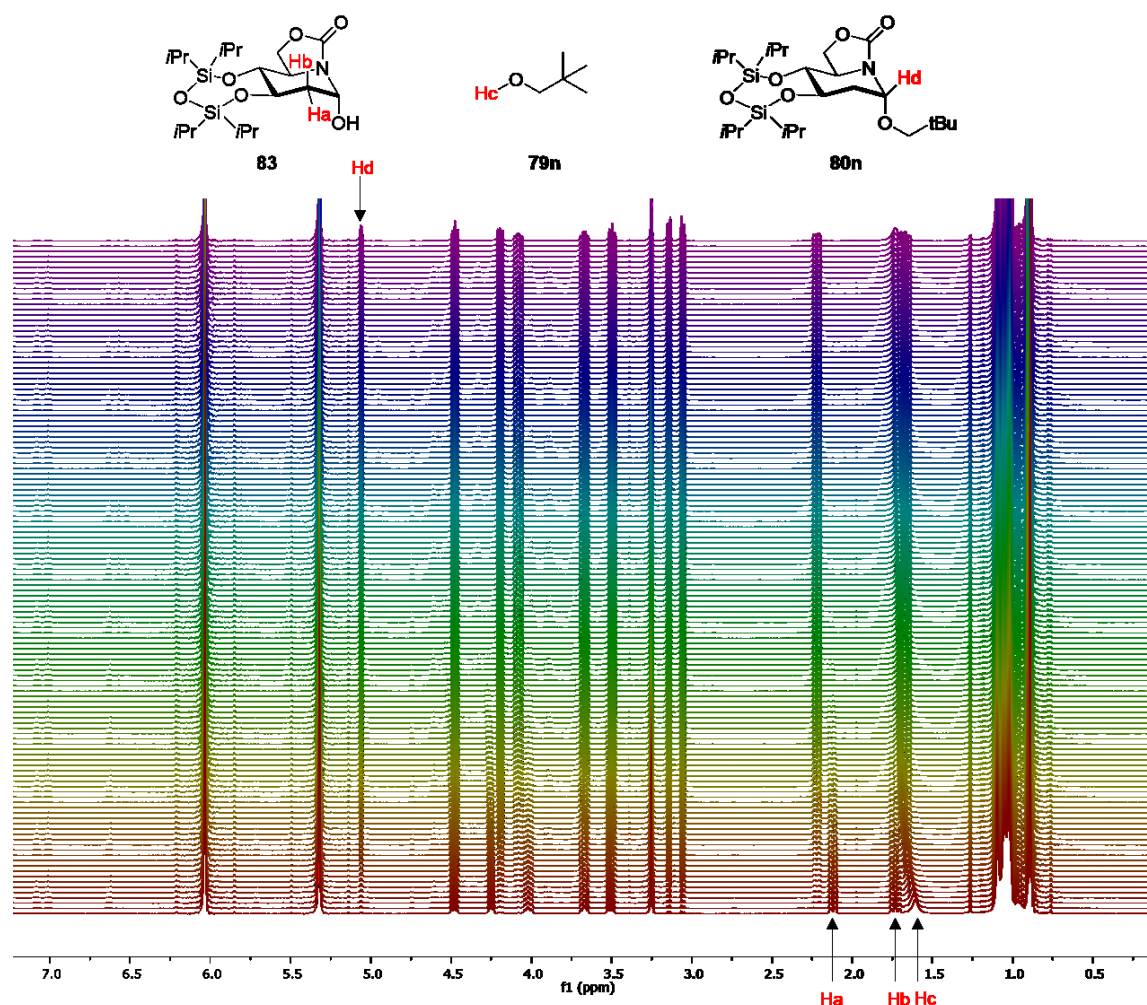 iPr iPr
Si O
O
Si O
iPr iPr
O O
N
Hb
Ha
OH
83
O
Hc
79n
iPr iPr
Si O
O
Si O
iPr iPr
O O
N
Hd
O
tBu
80n
Hd
7.0 6.5 6.0 5.5 5.0 4.5 4.0 3.5 3.0 2.5 2.0 1.5 1.0 0.5
f1 (ppm)
Ha Hb Hc